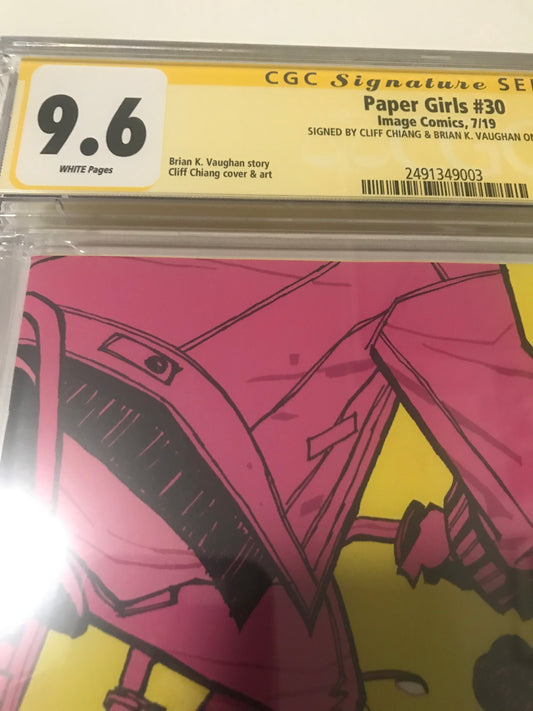 CGC Signature SE
9.6
WHITE Pages
Paper Girls #30
Image Comics, 7/19
SIGNED BY CLIFF CHIANG & BRIAN K. VAUGHAN ON
Brian K. Vaughan story
Cliff Chiang cover & art
2491349003